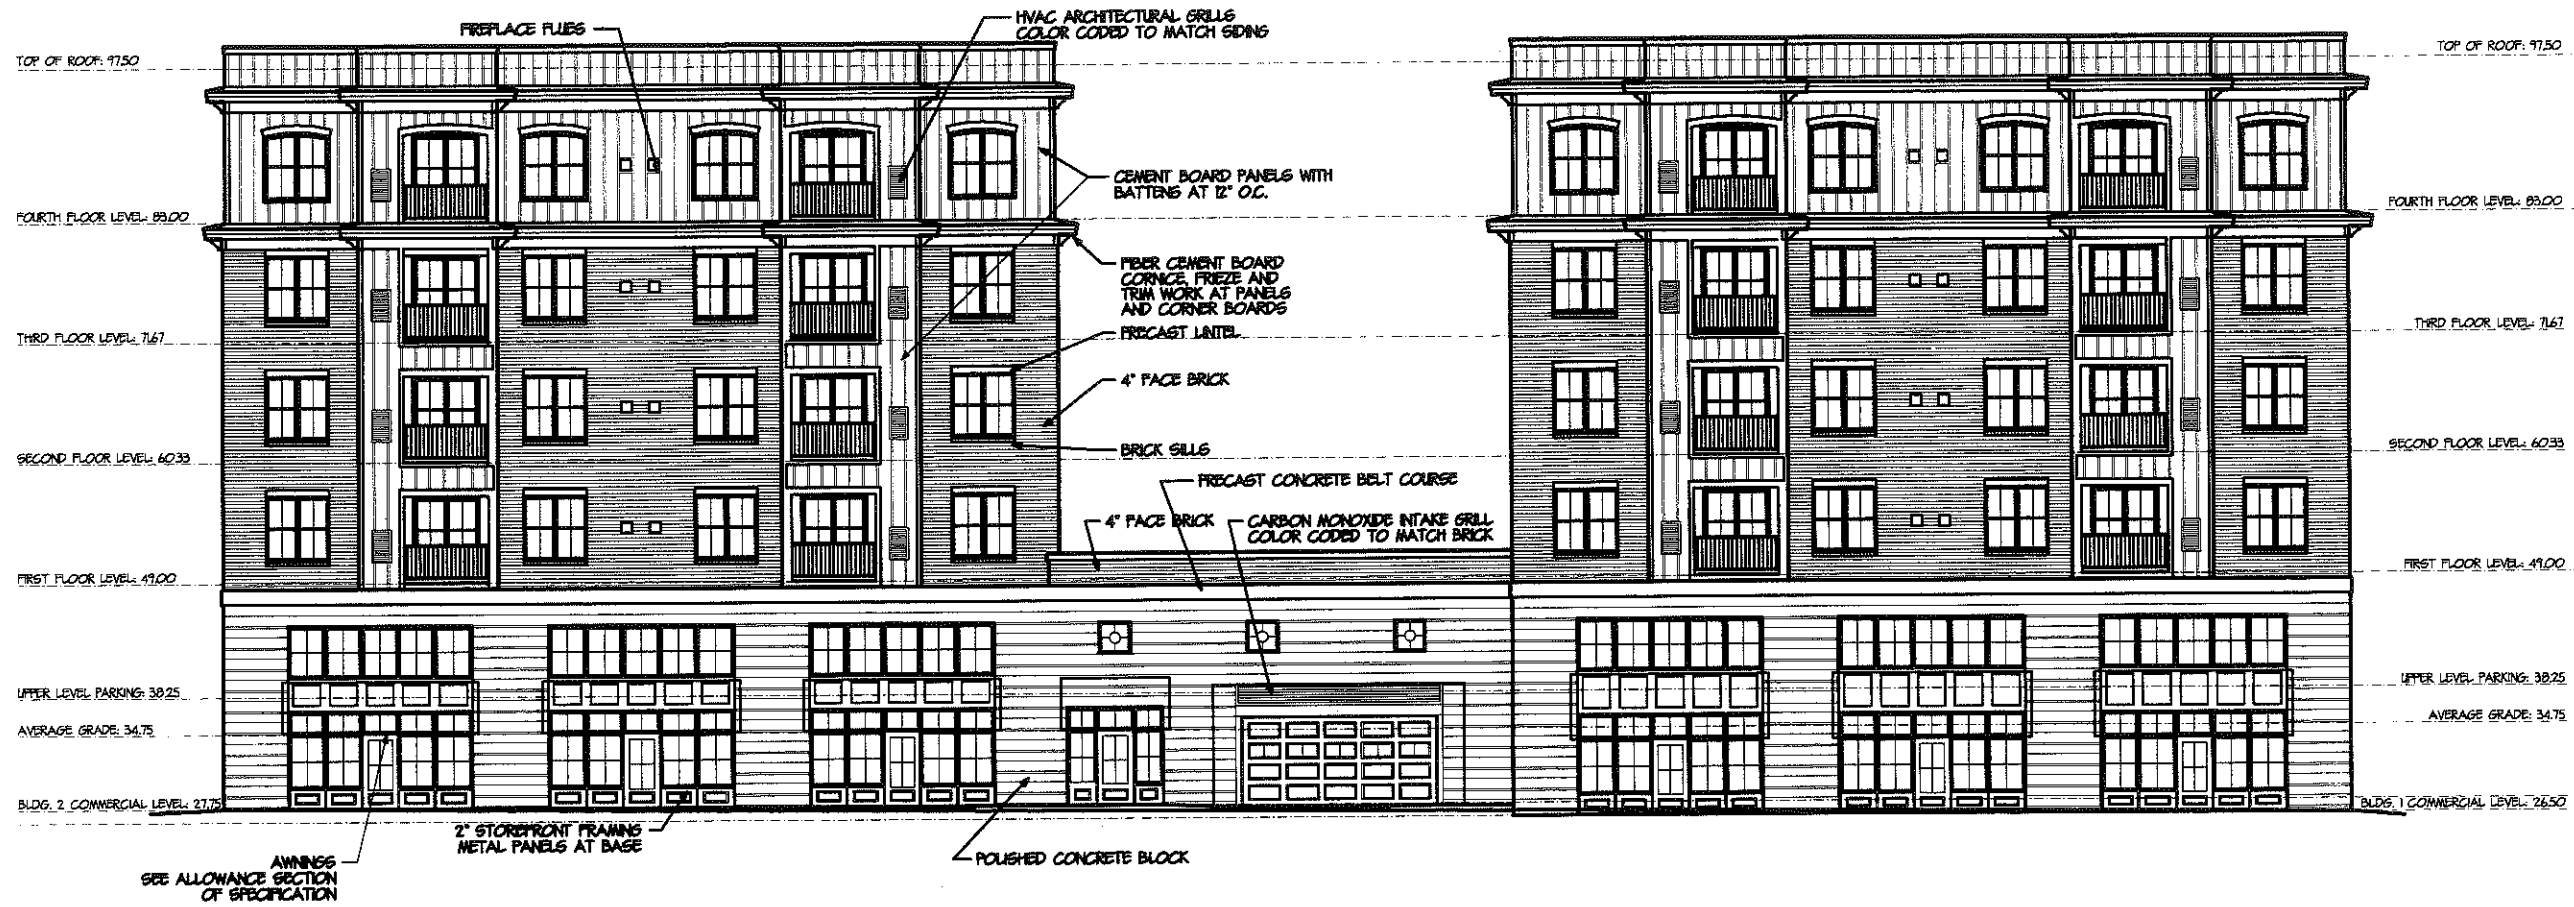 FIREPLACE FLUES
HVAC ARCHITECTURAL GRILLS
COLOR CODED TO MATCH SIDING
TOP OF ROOF: 97.50
TOP OF ROOF: 97.50
CEMENT BOARD PANELS WITH
BATTENS AT 12" O.C.
FOURTH FLOOR LEVEL: 83.00
FOURTH FLOOR LEVEL: 83.00
FIBER CEMENT BOARD
CORNICE, FRIEZE AND
TRIM WORK AT PANELS
AND CORNER BOARDS
THIRD FLOOR LEVEL: 71.67
PRECAST LINTEL
THIRD FLOOR LEVEL: 71.67
4" FACE BRICK
SECOND FLOOR LEVEL: 60.33
BRICK SILLS
SECOND FLOOR LEVEL: 60.33
PRECAST CONCRETE BELT COURSE
4" FACE BRICK
CARBON MONOXIDE INTAKE GRILL
COLOR CODED TO MATCH BRICK
FIRST FLOOR LEVEL: 49.00
FIRST FLOOR LEVEL: 49.00
UPPER LEVEL PARKING: 38.25
UPPER LEVEL PARKING: 38.25
AVERAGE GRADE: 34.75
AVERAGE GRADE: 34.75
BLDG. 2 COMMERCIAL LEVEL: 27.75
BLDG. 1 COMMERCIAL LEVEL: 26.50
2" STOREFRONT FRAMING
METAL PANELS AT BASE
POLISHED CONCRETE BLOCK
AWNINGS
SEE ALLOWANCE SECTION
OF SPECIFICATION